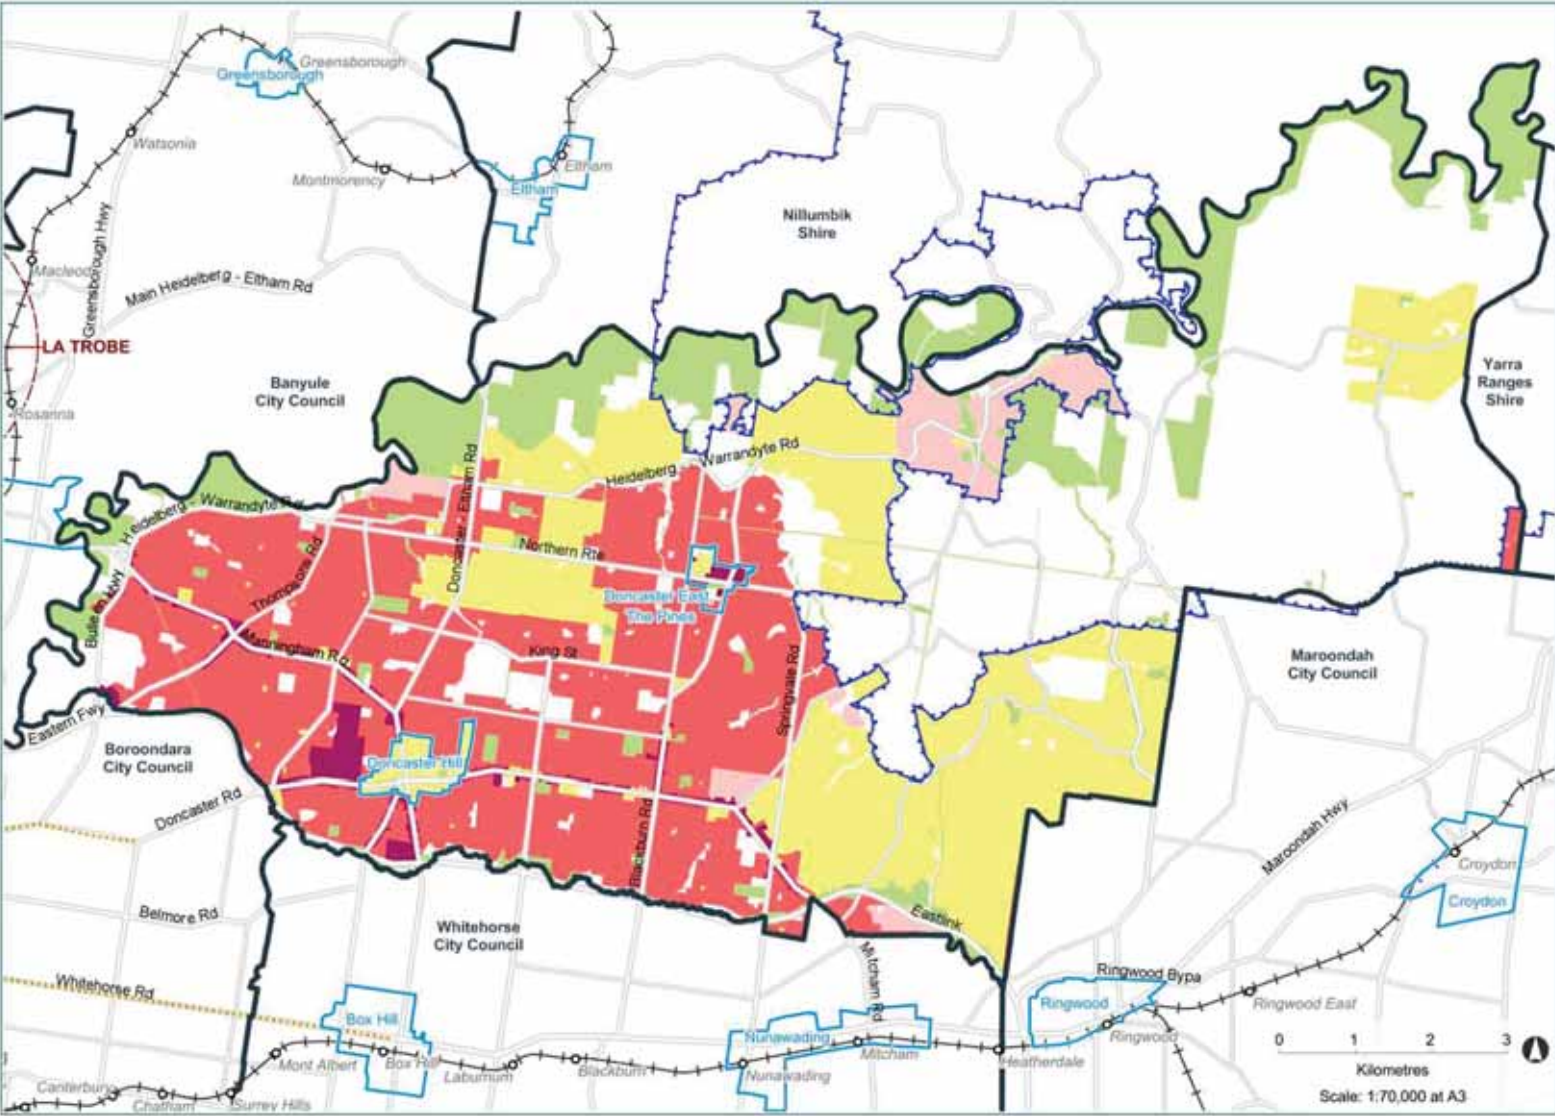 Greensborough
Greensborough
Watsonia
Montmorency
Eltham
Eltham
Nillumbik
Shire
Greensborough Hwy
Macleod
Main Heidelberg - Eltham Rd
LA TROBE
Banyule
City Council
Rosanna
Yarra
Ranges
Shire
Heidelberg - Warrandyte Rd
Heidelberg - Warrandyte Rd
Doncaster - Eltham Rd
Northern Rte
Thompsons Rd
Bulleen Hwy
Doncaster East
The Pines
Manningham Rd
King St
Springvale Rd
Maroondah
City Council
Eastern Fwy
Boroondara
City Council
Doncaster Hill
Doncaster Rd
Blackburn Rd
Maroondah Hwy
Croydon
Croydon
Belmore Rd
Whitehorse
City Council
Eastlink
Mitcham Rd
Whitehorse Rd
Ringwood Bypa
Ringwood
Ringwood East
Ringwood
Box Hill
Box Hill
Nunawading
Nunawading
Mitcham
Heatherdale
Mont Albert
Laburnum
Blackburn
Canterbury
Chatham
Surrey Hills
0 1 2 3
Kilometres
Scale: 1:70,000 at A3